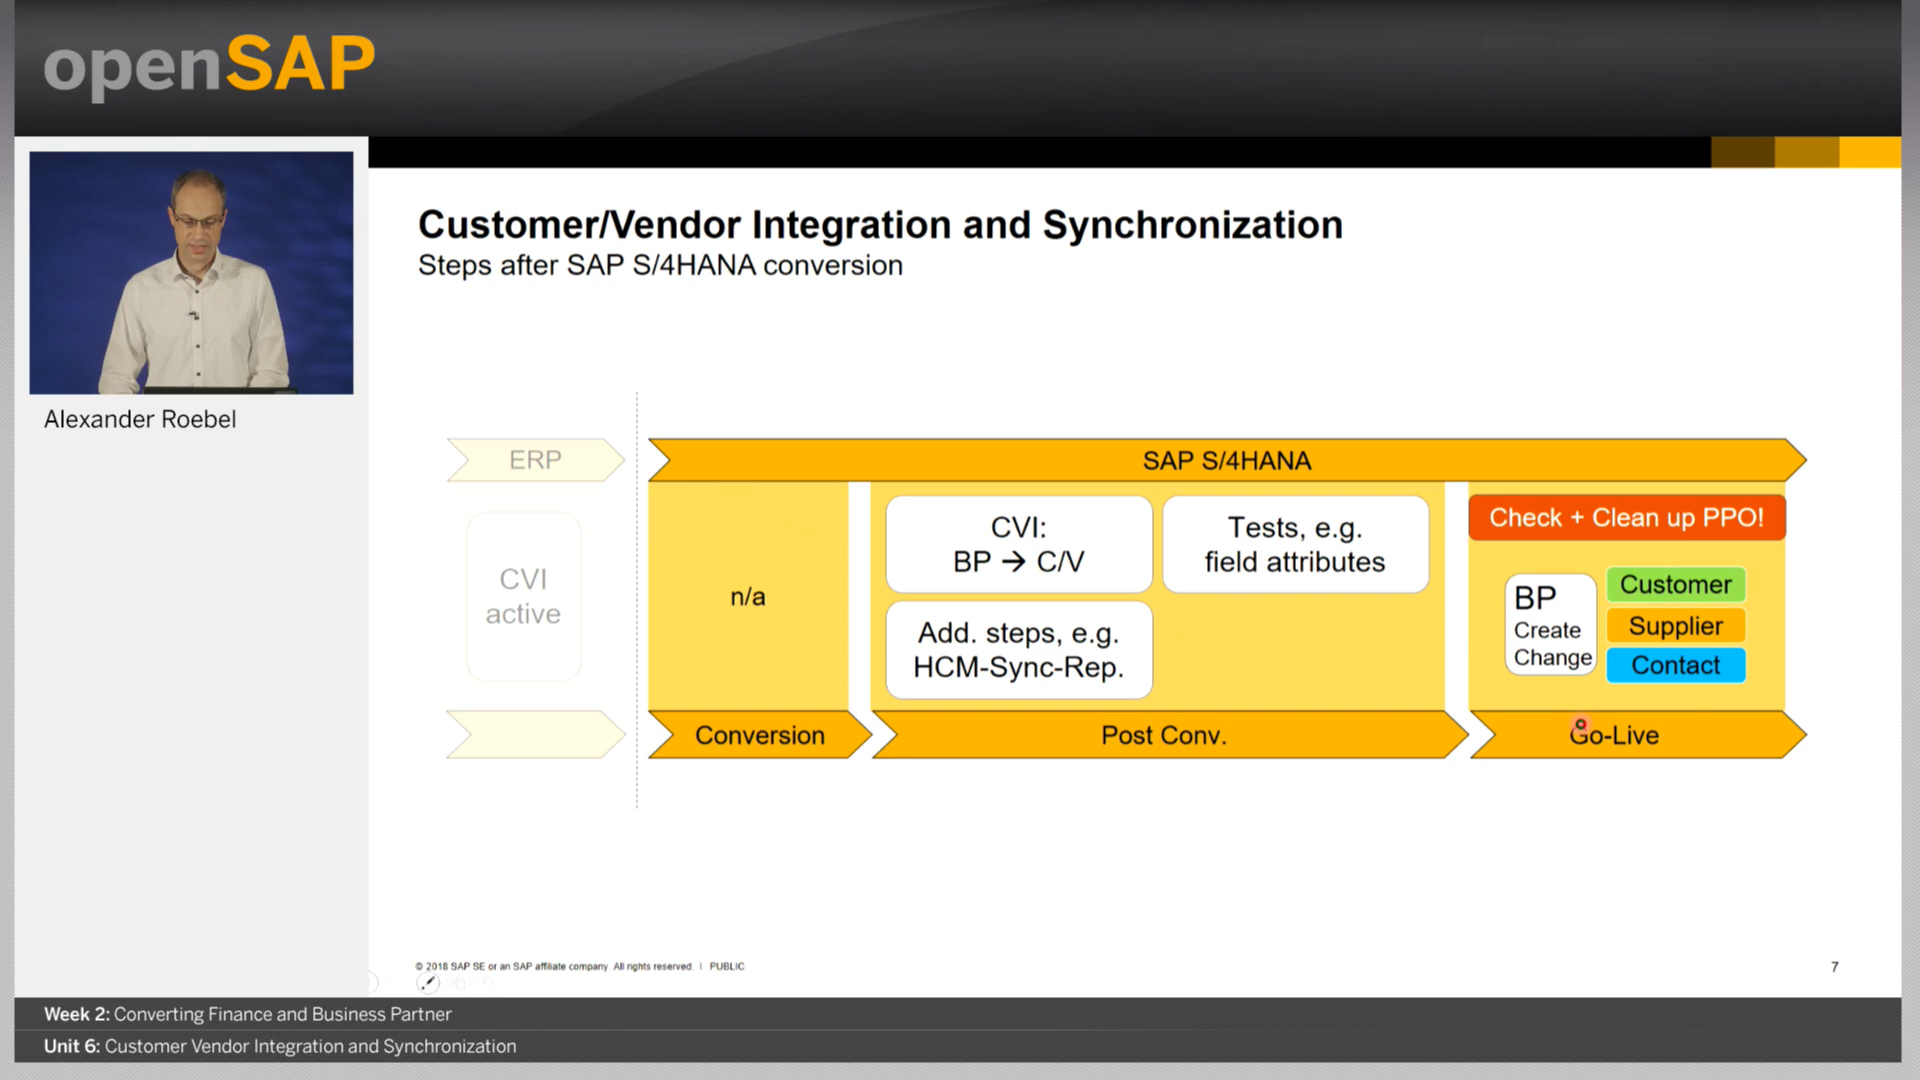 openSAP
Alexander Roebel
Customer/Vendor Integration and Synchronization
Steps after SAP S/4HANA conversion
ERP
SAP S/4HANA
CVI
active
n/a
CVI:
BP → C/V
Tests, e.g.
field attributes
Add. steps, e.g.
HCM-Sync-Rep.
Check + Clean up PPO!
BP
Create
Change
Customer
Supplier
Contact
Conversion
Post Conv.
Go-Live
© 2018 SAP SE or an SAP affiliate company. All rights reserved. | PUBLIC
7
Week 2: Converting Finance and Business Partner
Unit 6: Customer Vendor Integration and Synchronization